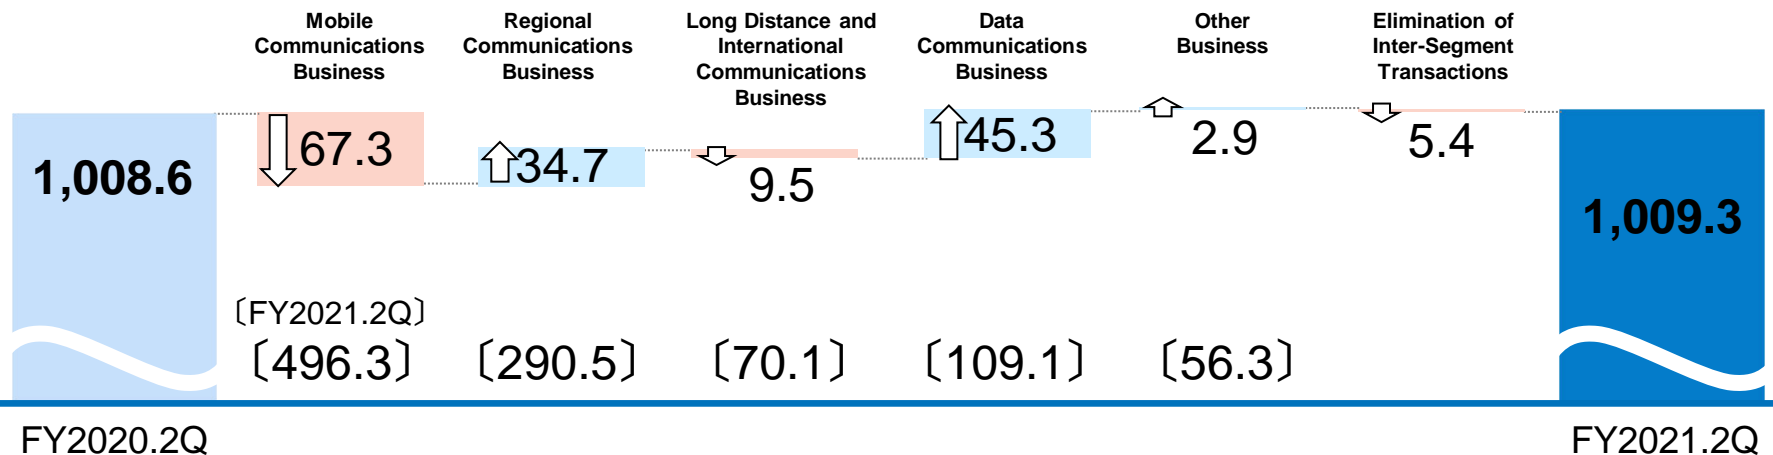 Mobile
Communications
Business
Regional
Communications
Business
Long Distance and
International
Communications
Business
Data
Communications
Business
Other
Business
Elimination of
Inter-Segment
Transactions
1,008.6
67.3
34.7
9.5
45.3
2.9
5.4
1,009.3
〔FY2021.2Q〕
〔496.3〕
〔290.5〕
〔70.1〕
〔109.1〕
〔56.3〕
FY2020.2Q
FY2021.2Q